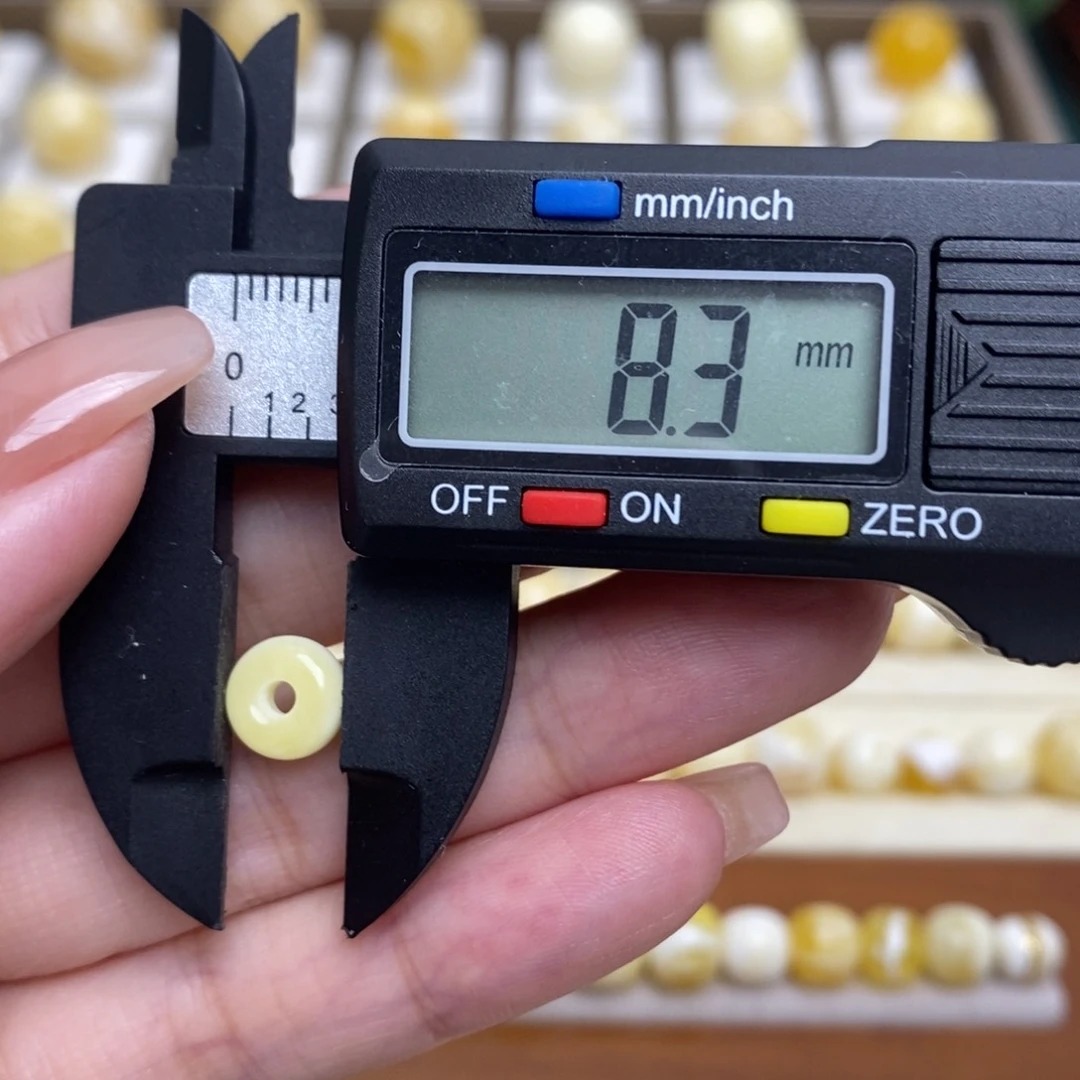 mm/inch
8.3 mm
0
1 2 3
OFF ON ZERO